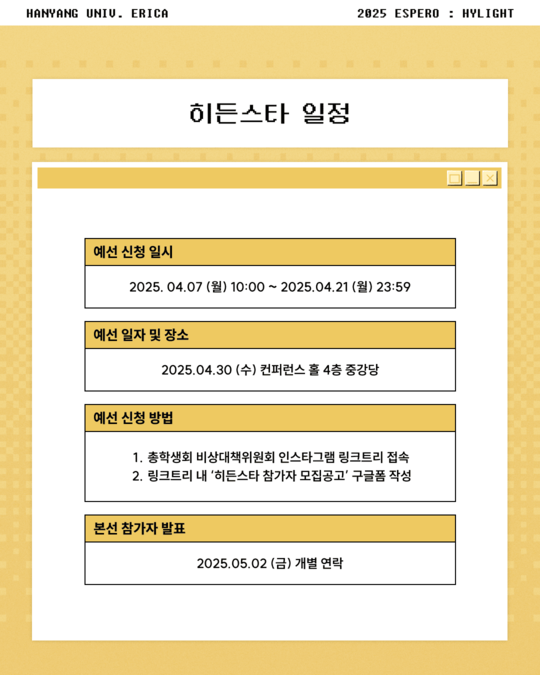 HANYANG UNIV. ERICA
2025 ESPERO : HYLIGHT
히든스타 일정
예선 신청 일시
2025. 04.07 (월) 10:00 ~ 2025.04.21 (월) 23:59
예선 일자 및 장소
2025.04.30 (수) 컨퍼런스 홀 4층 중강당
예선 신청 방법
1. 총학생회 비상대책위원회 인스타그램 링크트리 접속
2. 링크트리 내 ‘히든스타 참가자 모집공고’ 구글폼 작성
본선 참가자 발표
2025.05.02 (금) 개별 연락